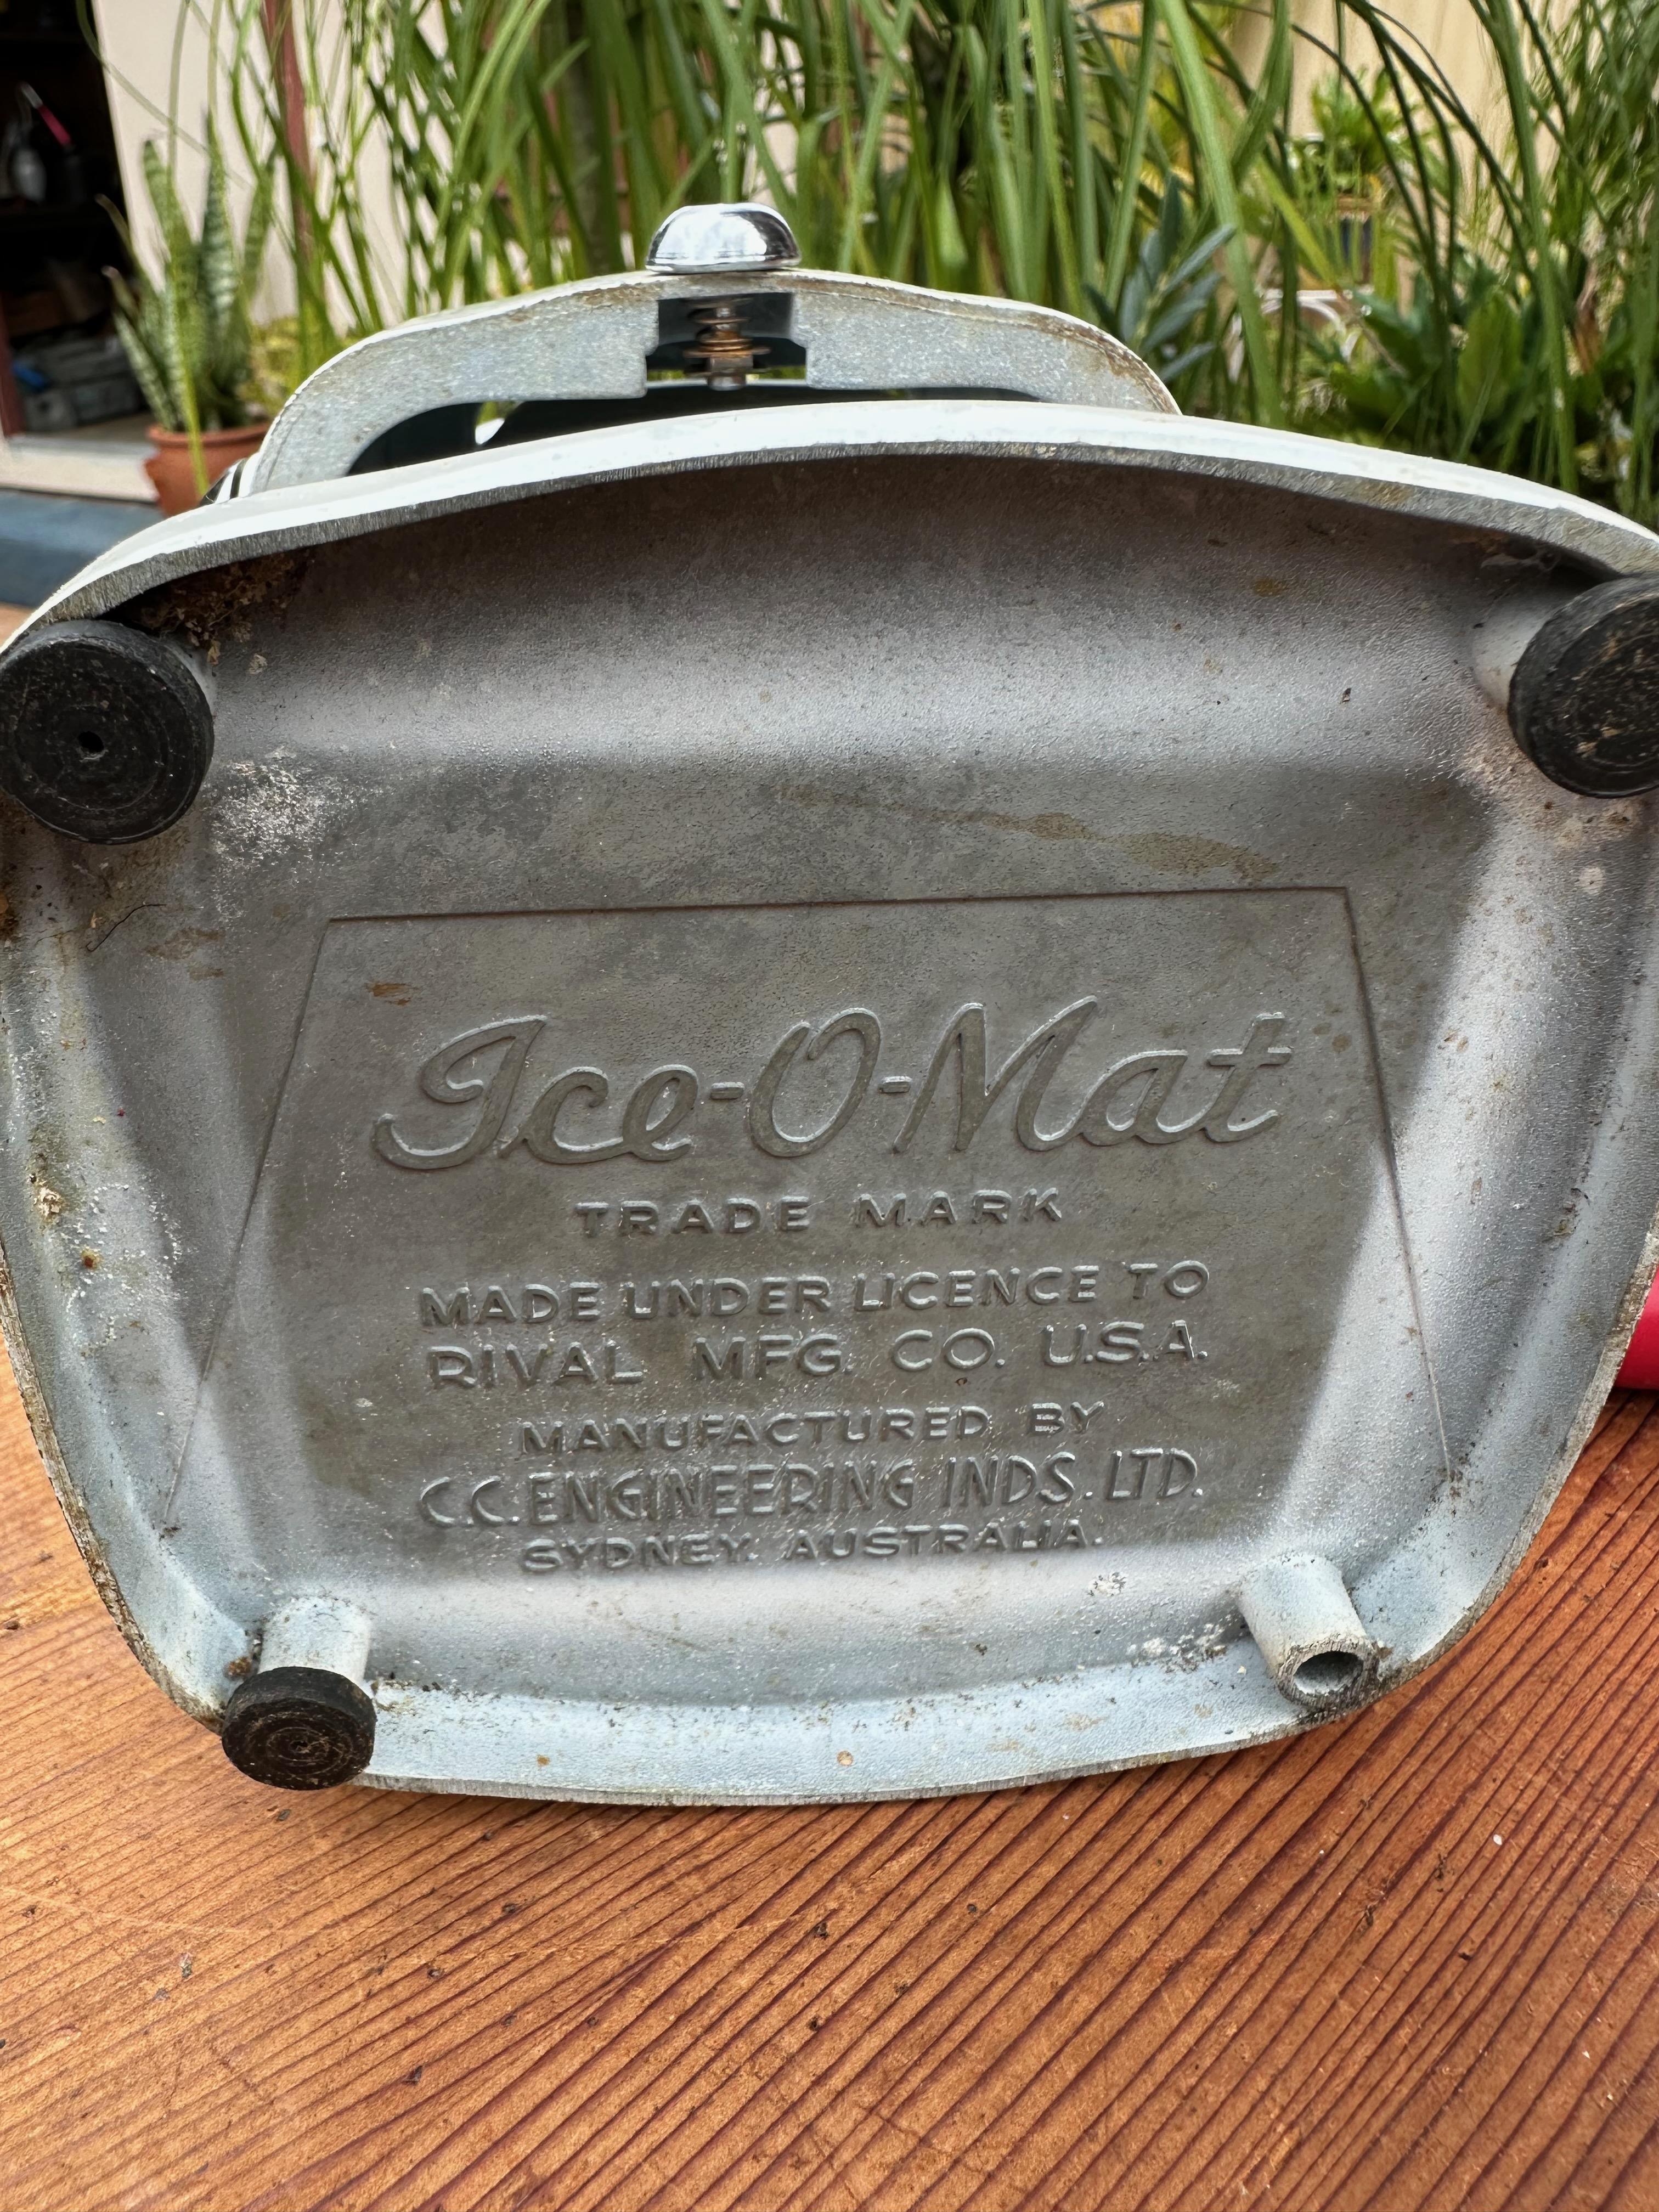 Ice-O-Mat
TRADE MARK
MADE UNDER LICENCE TO
RIVAL MFG. CO. U.S.A.
MANUFACTURED BY
C.C. ENGINEERING INDS. LTD.
SYDNEY. AUSTRALIA.